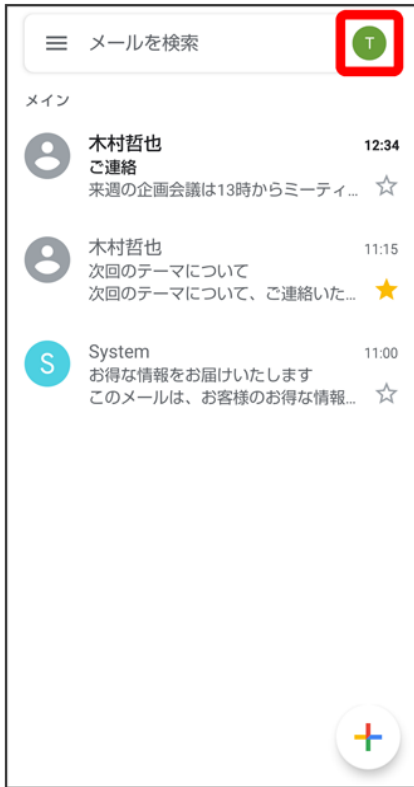 メールを検索
T
メイン
木村哲也 12:34
ご連絡
来週の企画会議は13時からミーティ...
木村哲也 11:15
次回のテーマについて
次回のテーマについて、ご連絡いた...
S
System 11:00
お得な情報をお届けいたします
このメールは、お客様のお得な情報...